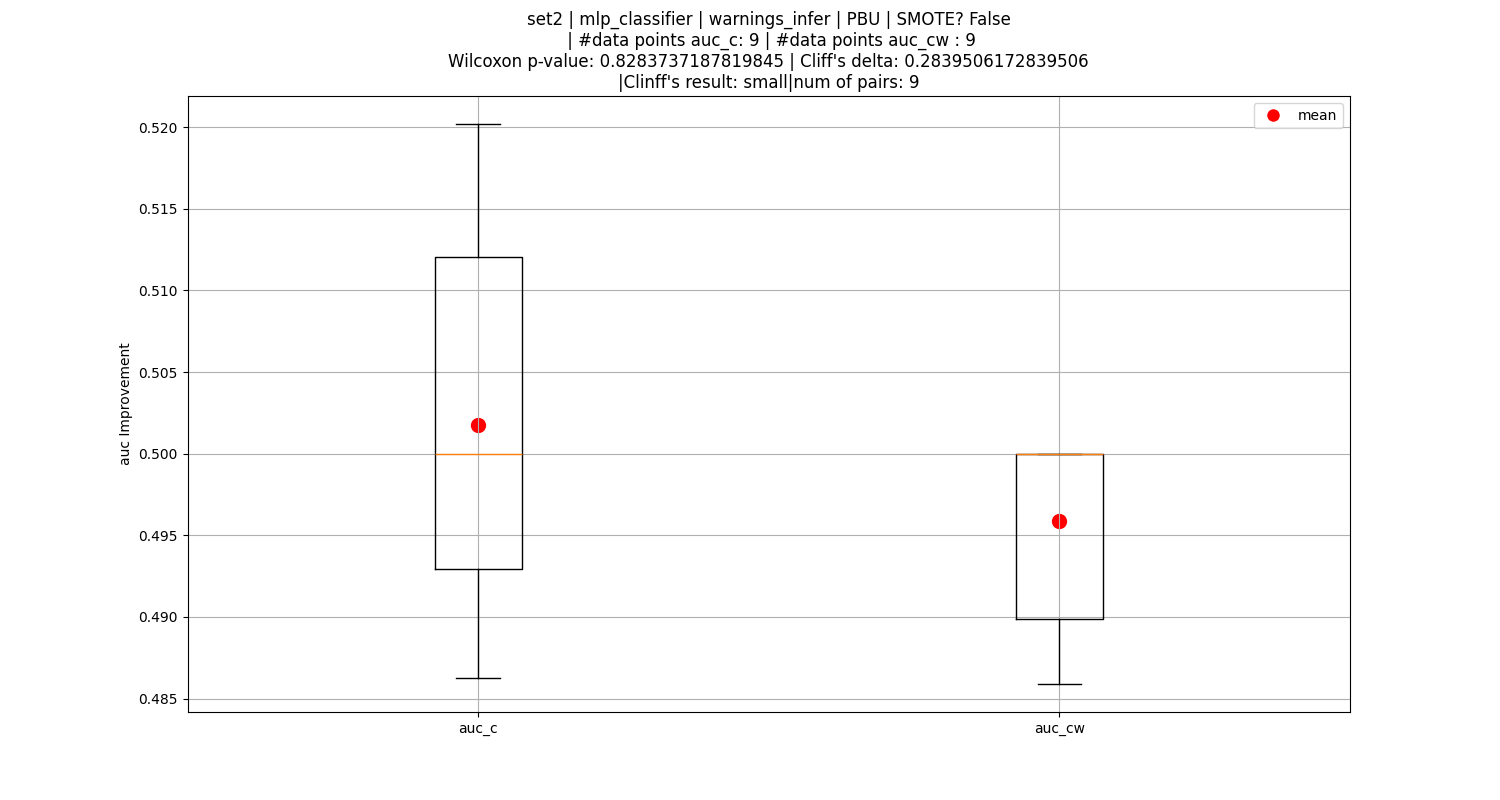 set2 | mlp_classifier | warnings_infer | PBU | SMOTE? False
| #data points auc_c: 9 | #data points auc_cw : 9
Wilcoxon p-value: 0.8283737187819845 | Cliff's delta: 0.2839506172839506
|Clinff's result: small|num of pairs: 9
mean
0.520
0.515
0.510
0.505
0.500
0.495
0.490
0.485
auc Improvement
auc_c
auc_cw